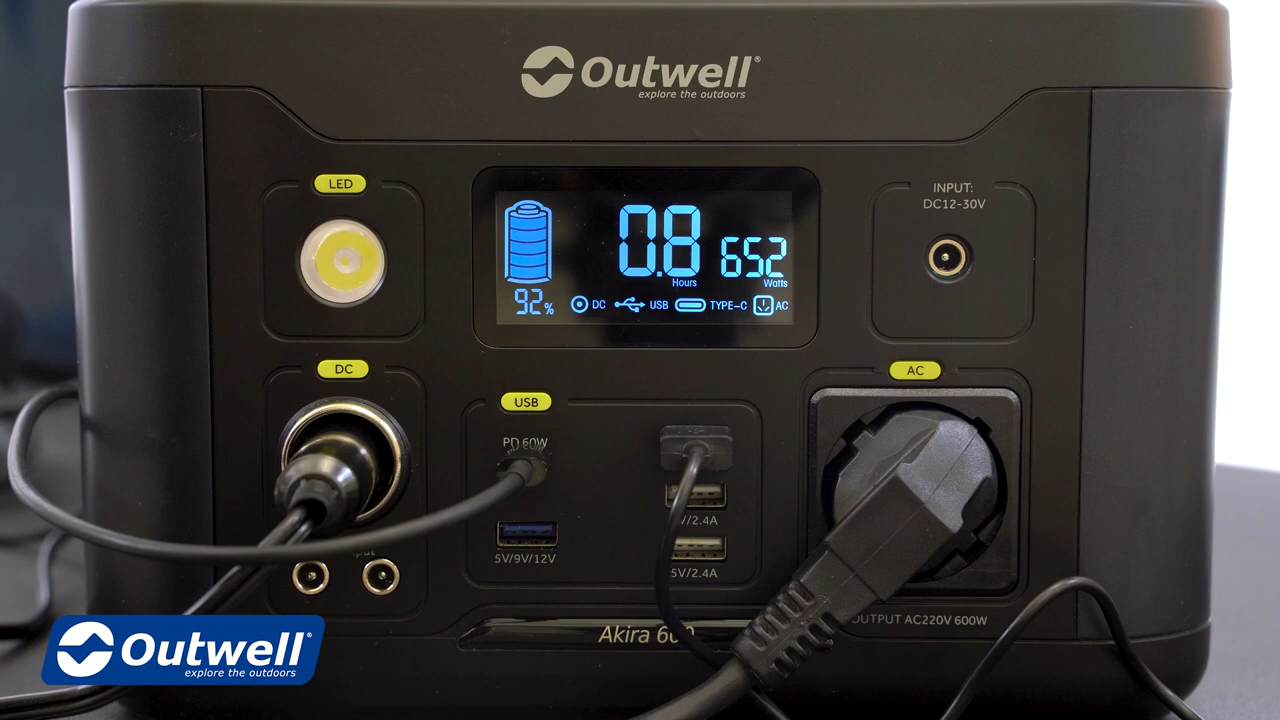 Outwell®
explore the outdoors
LED
INPUT:
DC12-30V
0.8
Hours
652
Watts
92%
DC
USB
TYPE-C
AC
DC
USB
AC
PD 60W
5V/9V/12V
V/2.4A
5V/2.4A
OUTPUT AC220V 600W
Akira 600
Outwell®
explore the outdoors